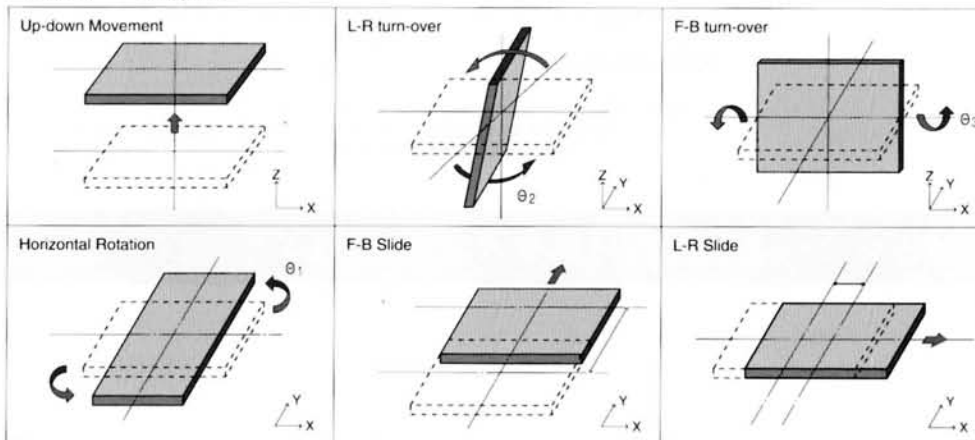 Up-down Movement
Z
X
L-R turn-over
θ2
Z
Y
X
F-B turn-over
θ3
Z
Y
X
Horizontal Rotation
θ1
Y
X
F-B Slide
Y
X
L-R Slide
Y
X